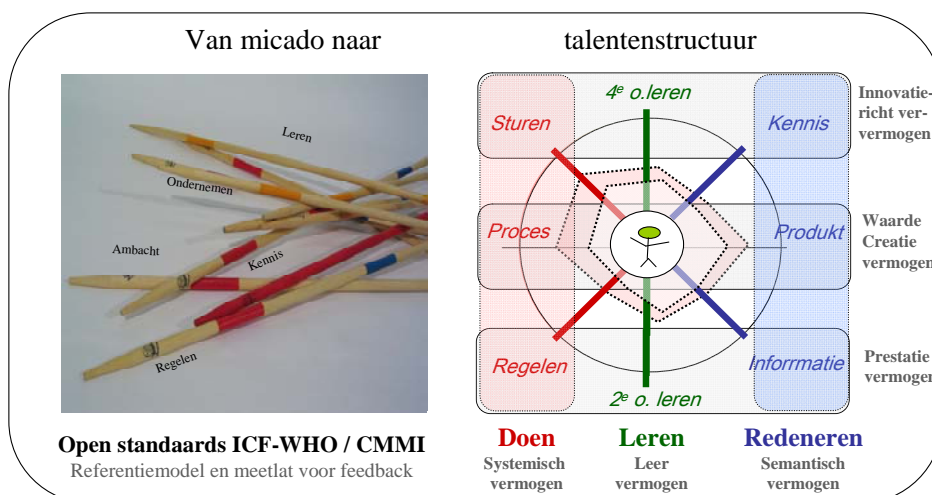 Van micado naar
talentenstructuur
Leren
Ondernemen
Ambacht
Kennis
Regelen
Open standaards ICF-WHO / CMMI
Referentiemodel en meetlat voor feedback
4e o.leren
Sturen
Kennis
Proces
Produkt
Regelen
Inforrmatie
2e o. leren
Innovatie-
richt ver-
vermogen
Waarde
Creatie
vermogen
Prestatie
vermogen
Doen
Systemisch
vermogen
Leren
Leer
vermogen
Redeneren
Semantisch
vermogen